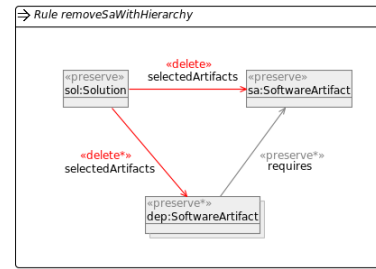 Rule removeSaWithHierarchy
«delete»
selectedArtifacts
«preserve»
sol:Solution
«preserve»
sa:SoftwareArtifact
«delete*»
selectedArtifacts
«preserve*»
requires
«preserve*»
dep:SoftwareArtifact